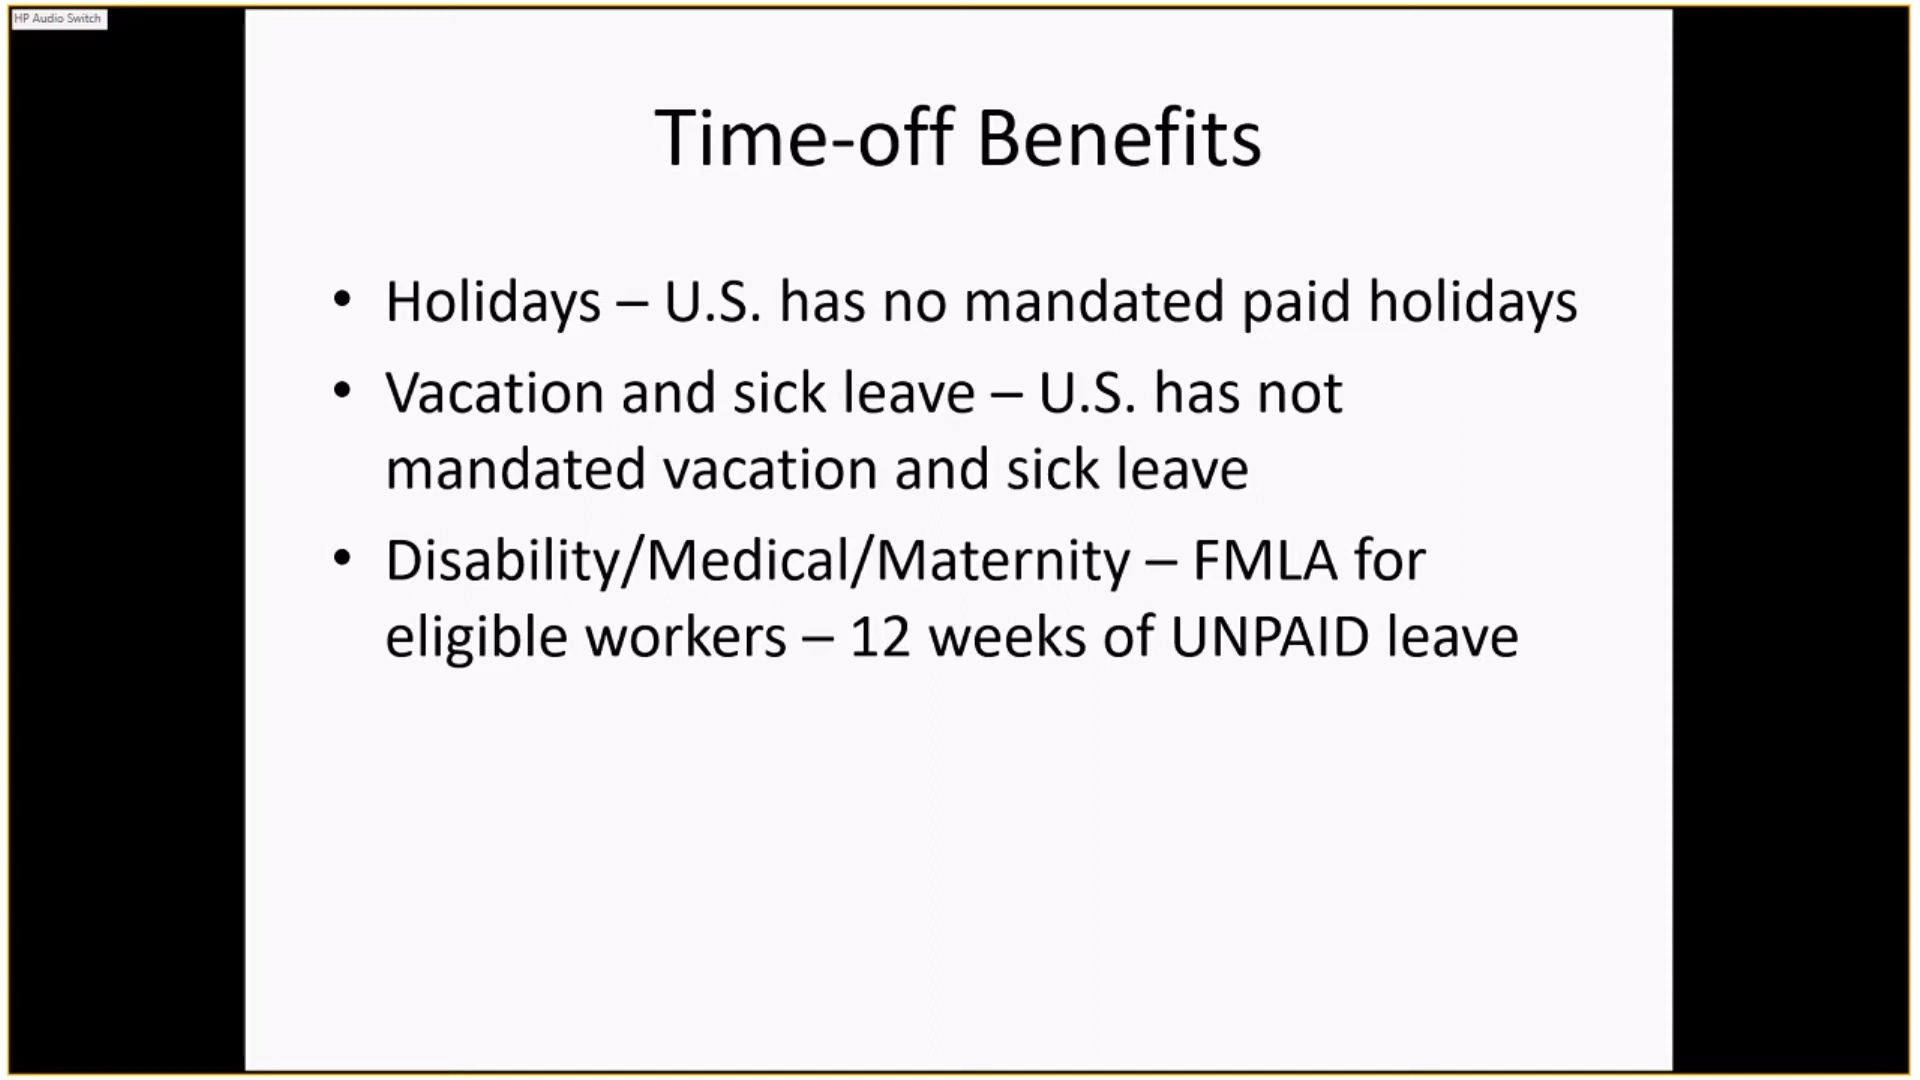 HP Audio Switch
Time-off Benefits
• Holidays – U.S. has no mandated paid holidays
• Vacation and sick leave – U.S. has not
mandated vacation and sick leave
• Disability/Medical/Maternity – FMLA for
eligible workers – 12 weeks of UNPAID leave